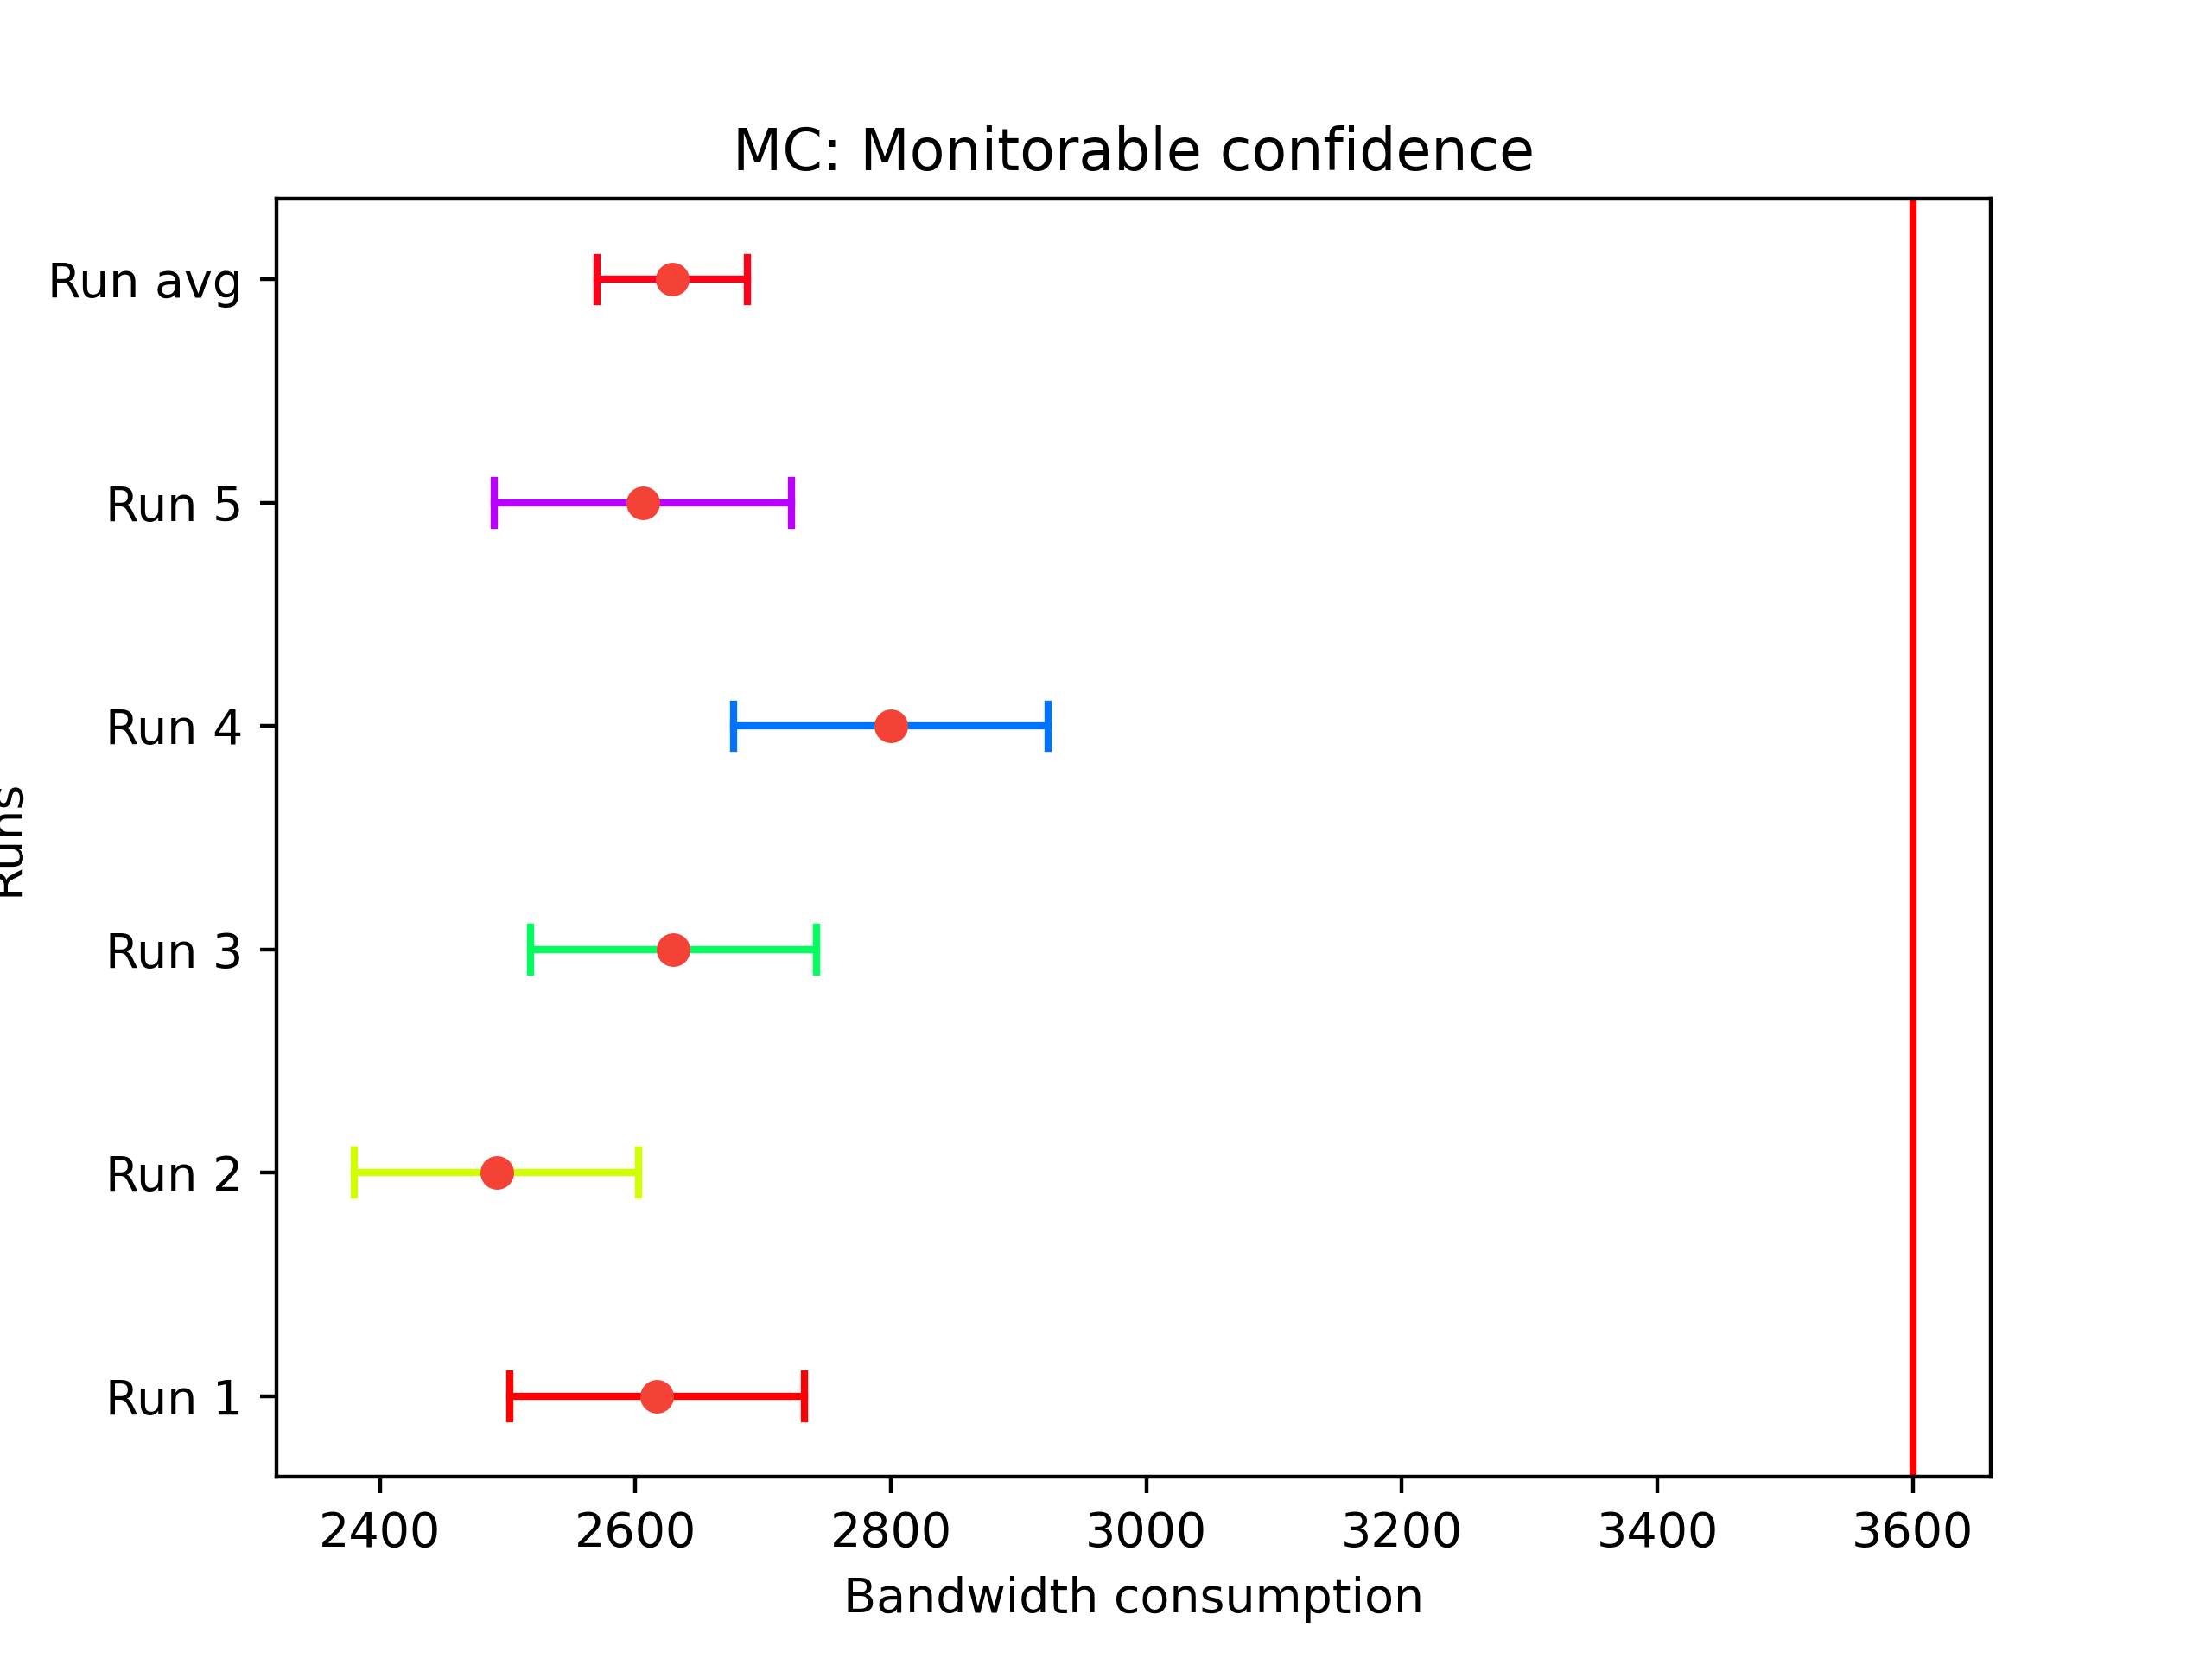 MC: Monitorable confidence
Run avg
Run 5
Run 4
Runs
Run 3
Run 2
Run 1
2400 2600 2800 3000 3200 3400 3600
Bandwidth consumption